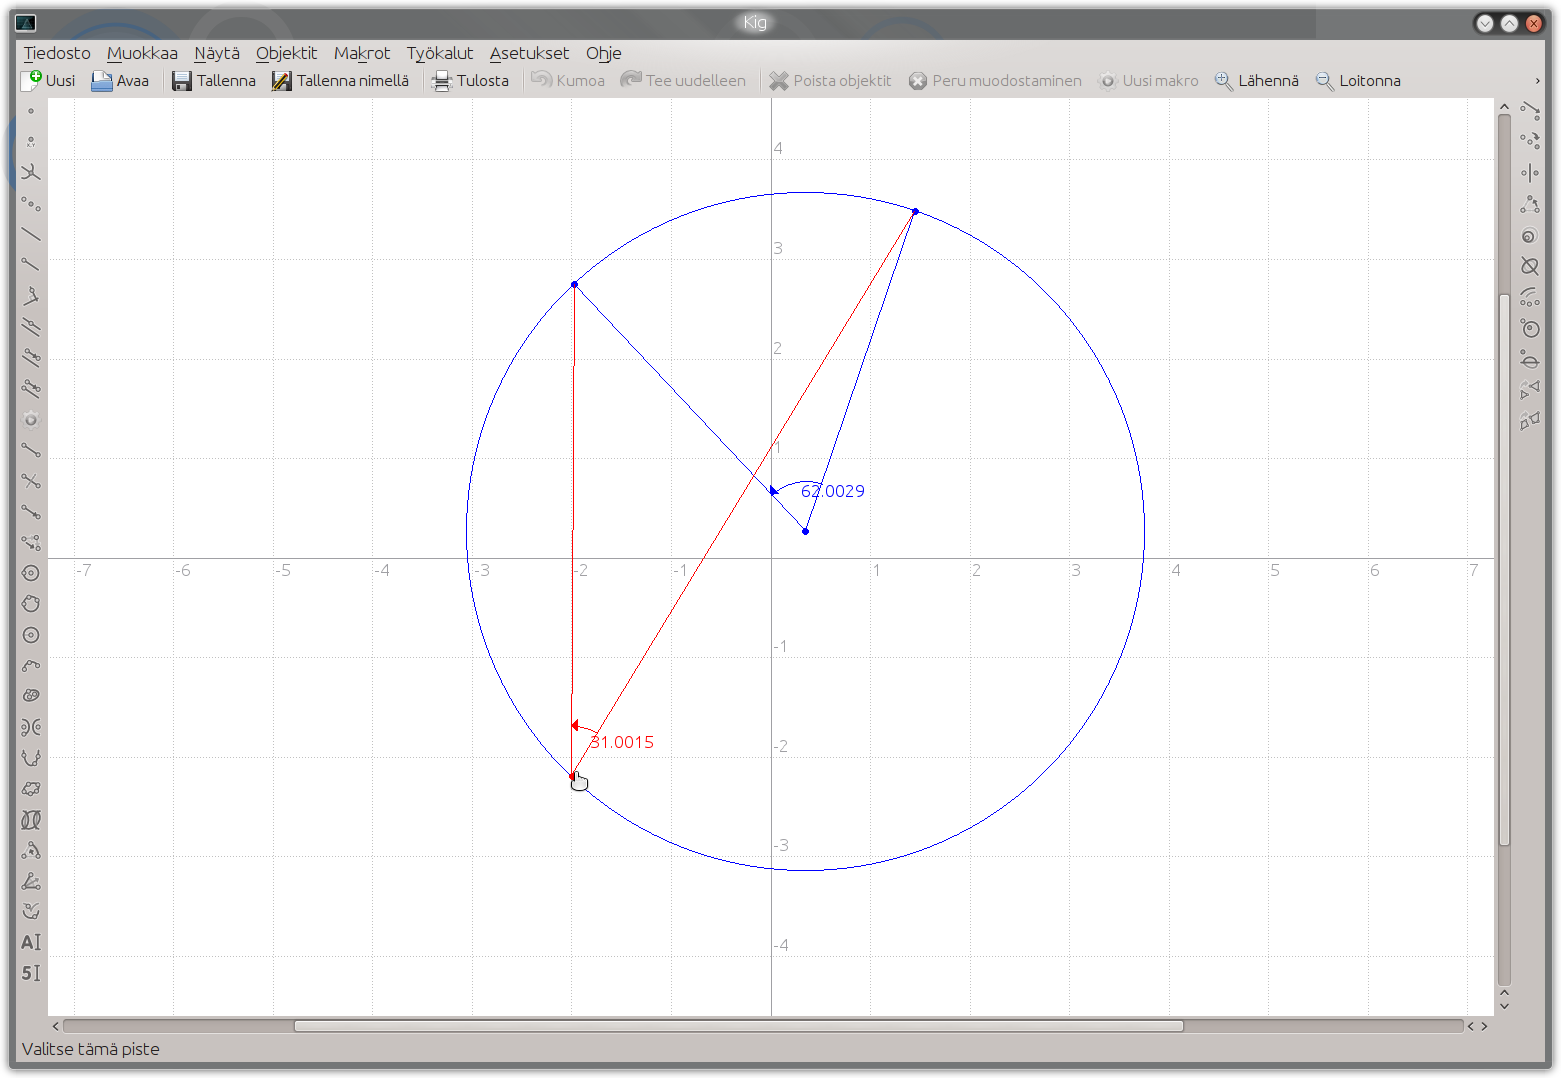 Kig
Tiedosto Muokkaa Näytä Objektit Makrot Työkalut Asetukset Ohje
Uusi Avaa Tallenna Tallenna nimellä Tulosta Kumoa Tee uudelleen Poista objektit Peru muodostaminen Uusi makro Lähennä Loitonna
4
3
2
1
62.0029
-7 -6 -5 -4 -3 -2 -1 1 2 3 4 5 6 7
-1
31.0015
-2
-3
-4
x,y
A
5
Valitse tämä piste